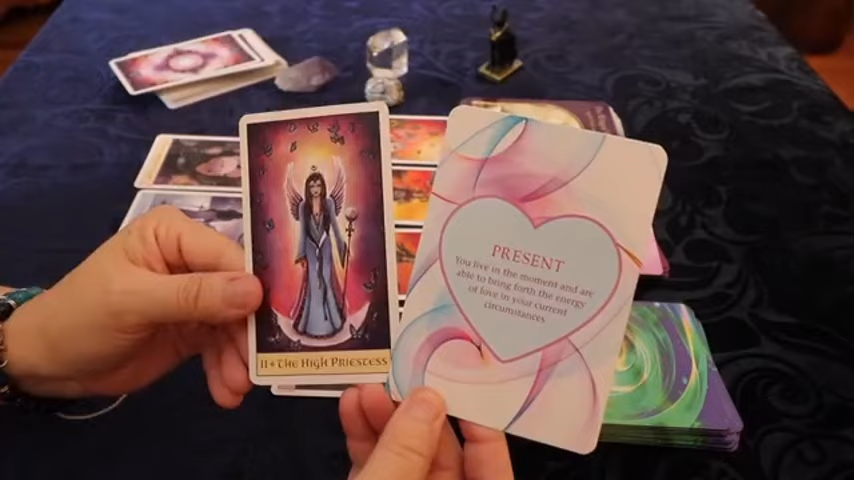 II • THE HIGH PRIESTESS
PRESENT
You live in the moment and are
able to bring forth the energy
of love in your current
circumstances